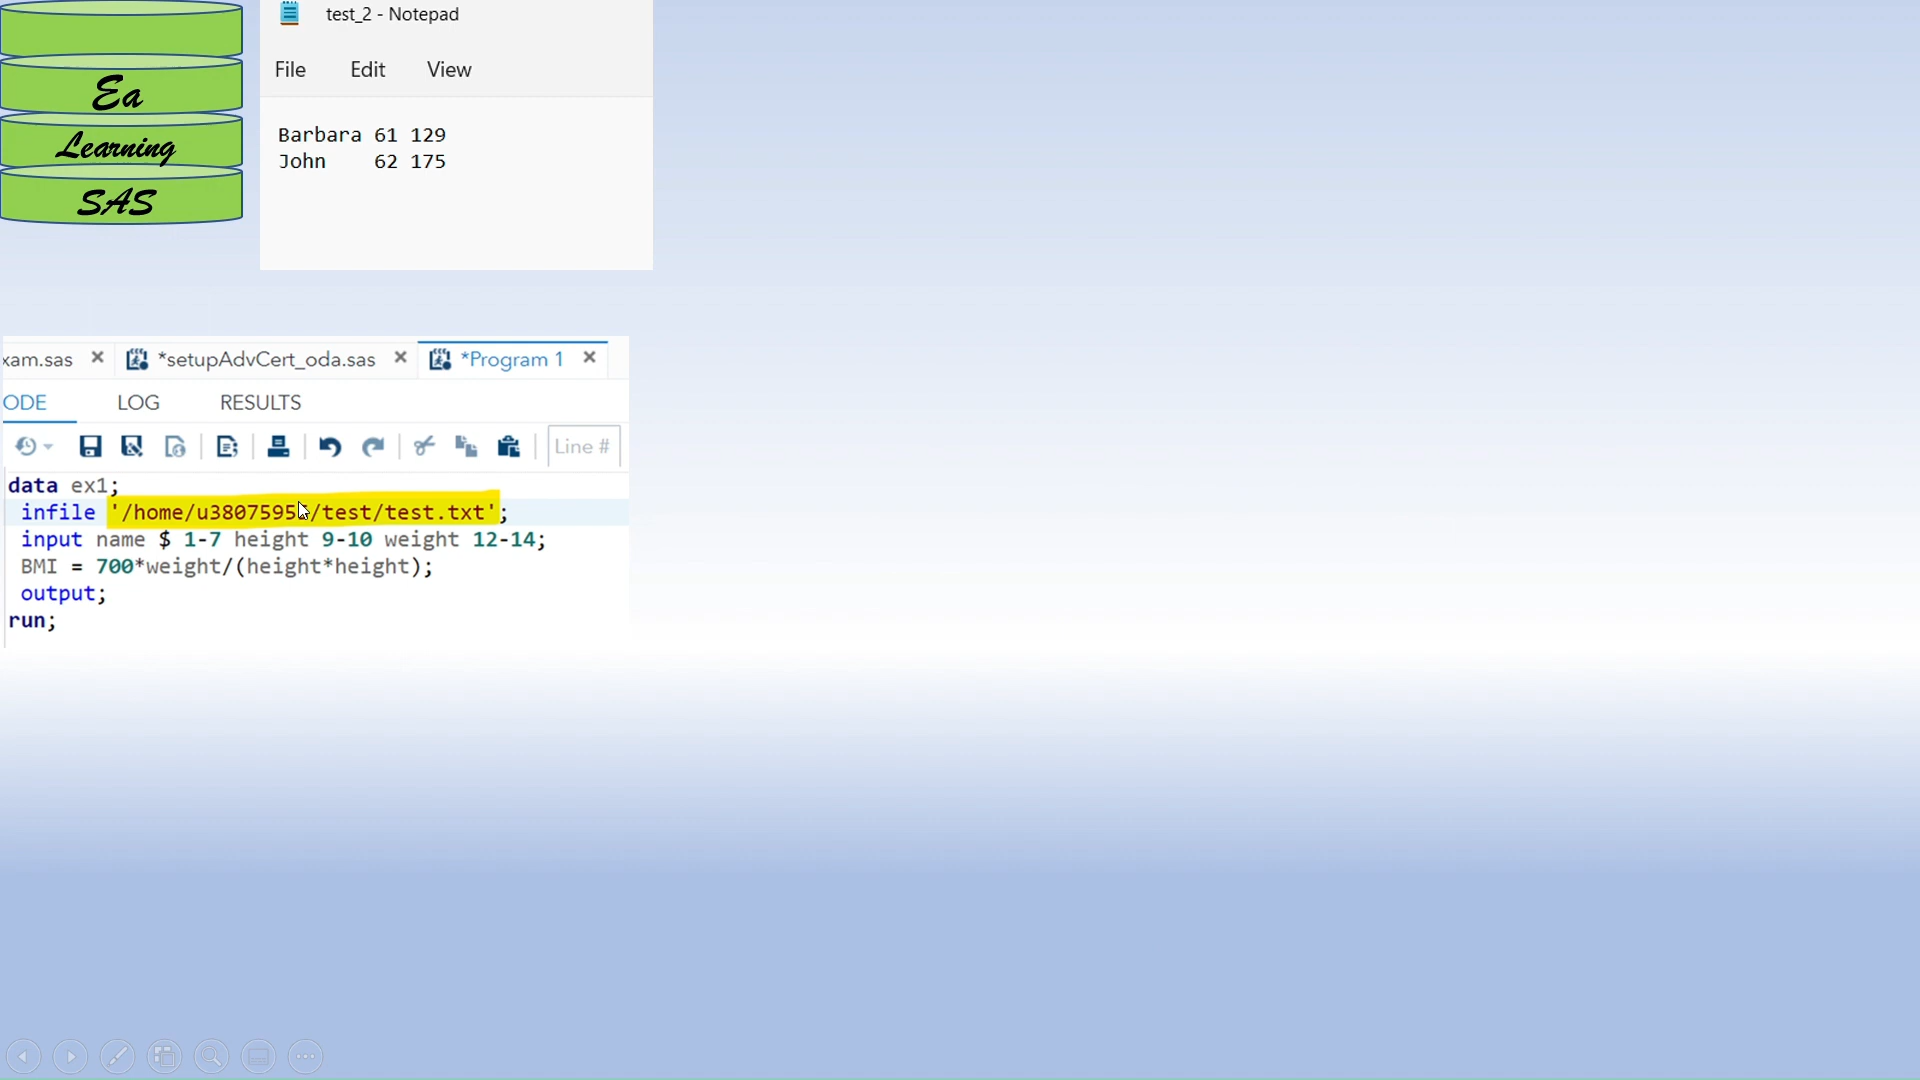 Ea
Learning
SAS
test_2 - Notepad
File Edit View
Barbara 61 129
John    62 175
xam.sas *setupAdvCert_oda.sas *Program 1
ODE LOG RESULTS
Line #
data ex1;
infile '/home/u3807595 /test/test.txt';
input name $ 1-7 height 9-10 weight 12-14;
BMI = 700*weight/(height*height);
output;
run;